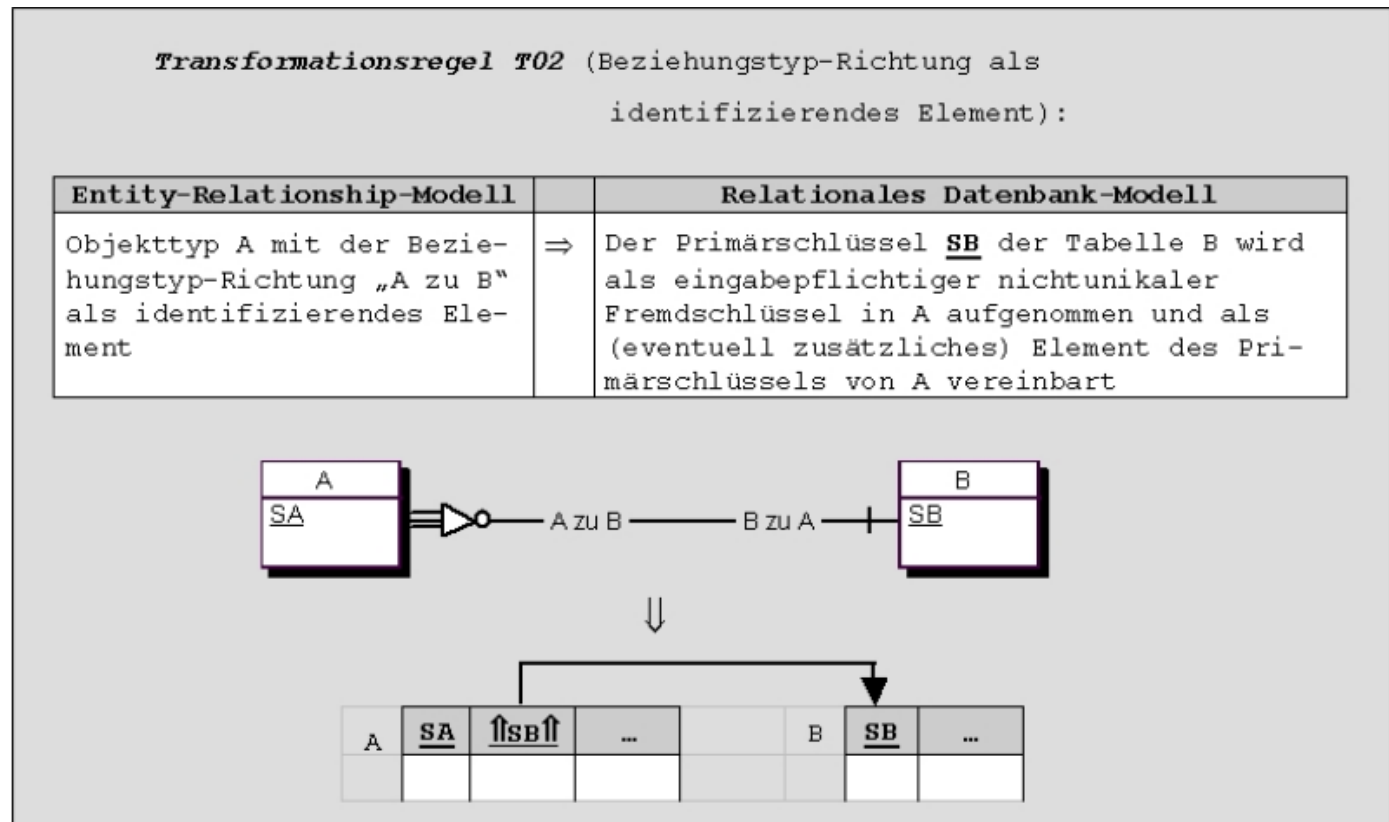 Transformationsregel T02 (Beziehungstyp-Richtung als
identifizierendes Element):
Entity-Relationship-Modell
Relationales Datenbank-Modell
Objekttyp A mit der Bezie-
hungstyp-Richtung „A zu B“
als identifizierendes Ele-
ment
⇒
Der Primärschlüssel SB der Tabelle B wird
als eingabepflichtiger nichtunikaler
Fremdschlüssel in A aufgenommen und als
(eventuell zusätzliches) Element des Pri-
märschlüssels von A vereinbart
A
SA
A zu B
B zu A
B
SB
⇓
A
SA
⇑SB⇑
…
B
SB
…